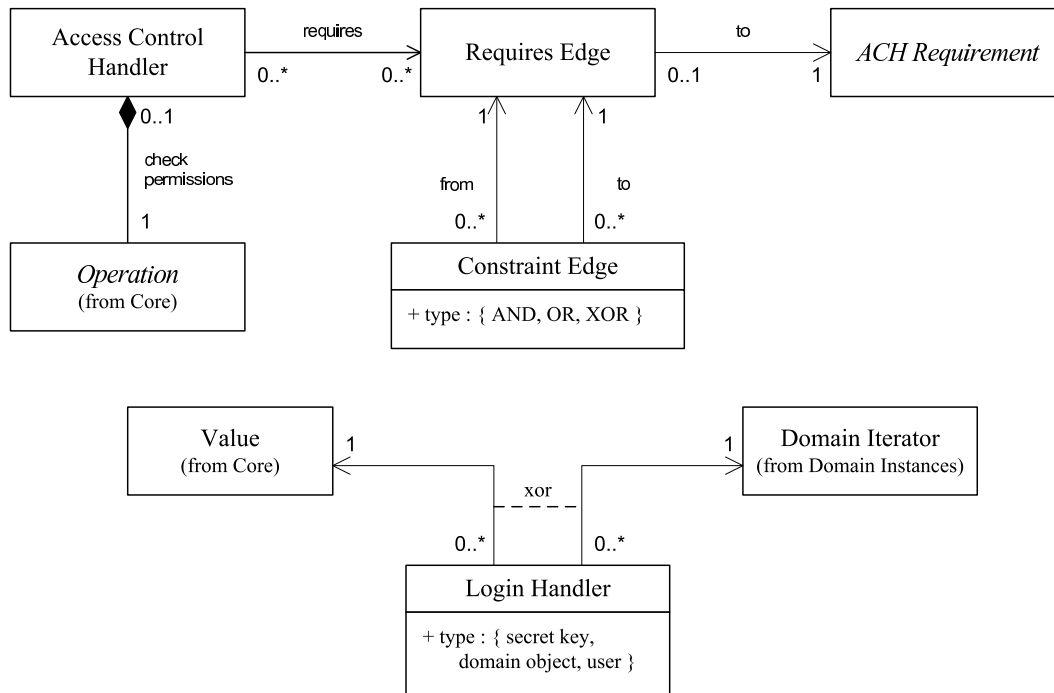 Access Control
Handler
requires
0..*
0..*
Requires Edge
to
0..1
1
ACH Requirement
0..1
check
permissions
1
Operation
(from Core)
1
1
from
to
0..*
0..*
Constraint Edge
+ type : { AND, OR, XOR }
Value
(from Core)
1
1
Domain Iterator
(from Domain Instances)
xor
0..*
0..*
Login Handler
+ type : { secret key,
domain object, user }